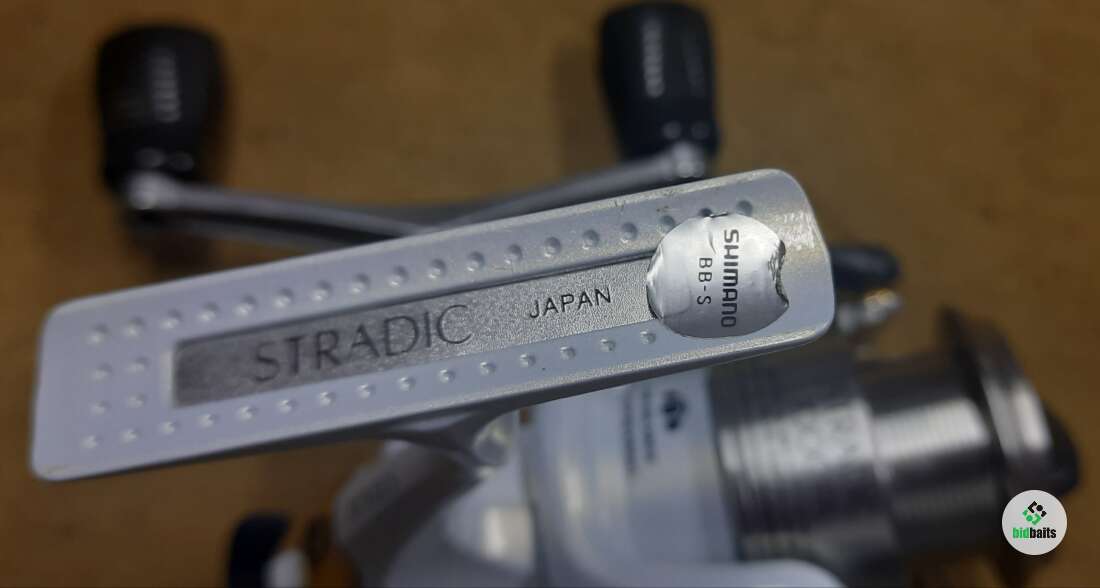 STRADIC
JAPAN
SHIMANO
BB-S
bidbaits